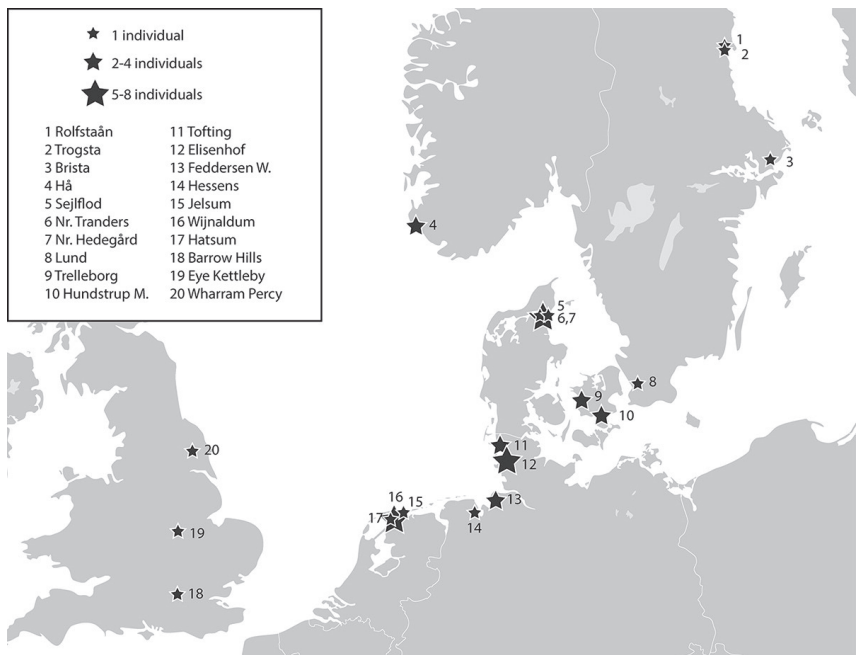 1 individual
2-4 individuals
5-8 individuals
1 Rolfstaån
2 Trogsta
3 Brista
4 Hå
5 Sejlflod
6 Nr. Tranders
7 Nr. Hedegård
8 Lund
9 Trelleborg
10 Hundstrup M.
11 Tofting
12 Elisenhof
13 Feddersen W.
14 Hessens
15 Jelsum
16 Wijnaldum
17 Hatsum
18 Barrow Hills
19 Eye Kettleby
20 Wharram Percy
1
2
3
4
5
6,7
8
9
10
11
12
13
14
16
15
17
20
19
18